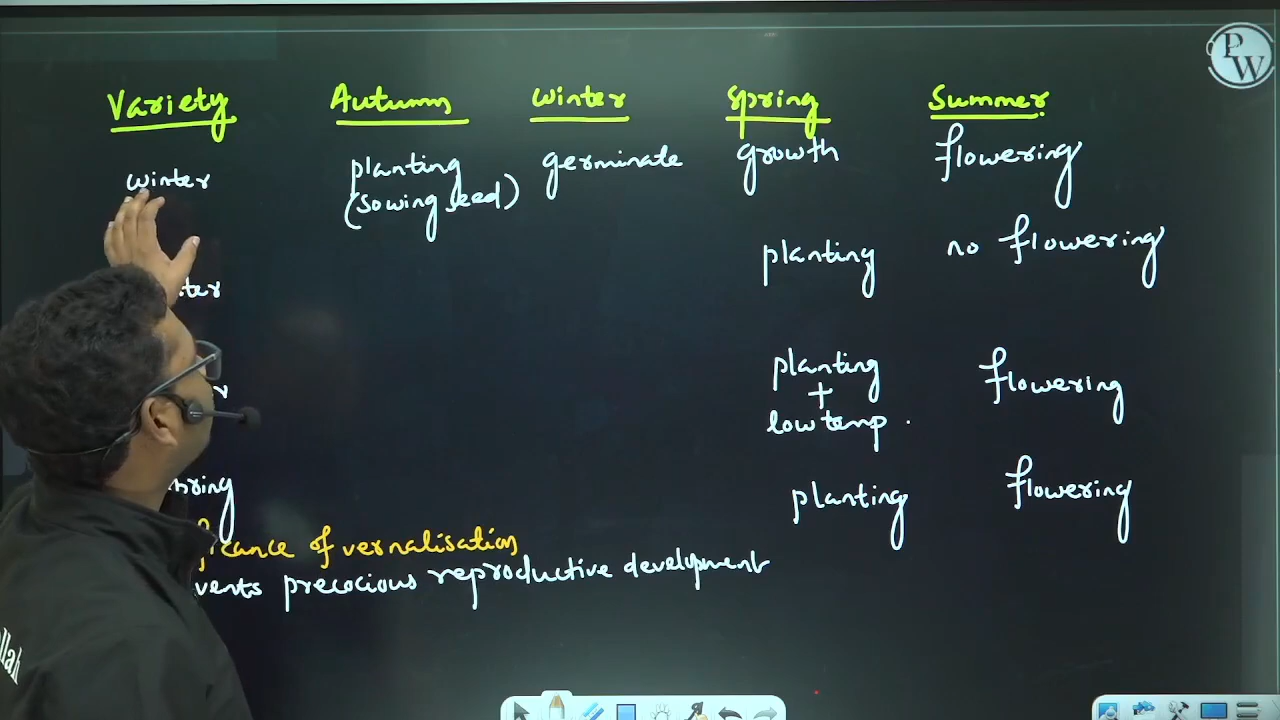 Variety Autumn winter spring Summer
winter planting germinate growth flowering
(sowing seed)
planting no flowering
planting flowering
+
low temp
planting flowering
of vernalisation
precocious reproductive development
PW